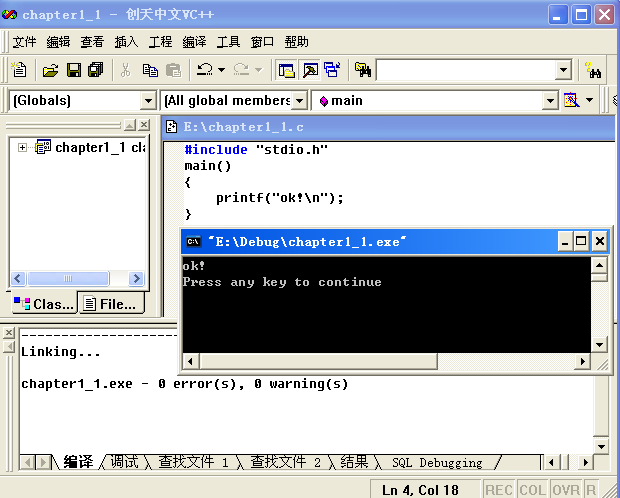 chapter1_1 - 创天中文VC++
文件 编辑 查看 插入 工程 编译 工具 窗口 帮助
(Globals) (All global members main
chapter1_1 cla
E:\chapter1_1.c
#include "stdio.h"
main()
{
printf("ok!\n");
}
"E:\Debug\chapter1_1.exe"
ok!
Press any key to continue
Clas... File...
Linking...
chapter1_1.exe - 0 error(s), 0 warning(s)
编译 调试 查找文件 1 查找文件 2 结果 SQL Debugging
Ln 4, Col 18 REC COL OVR R